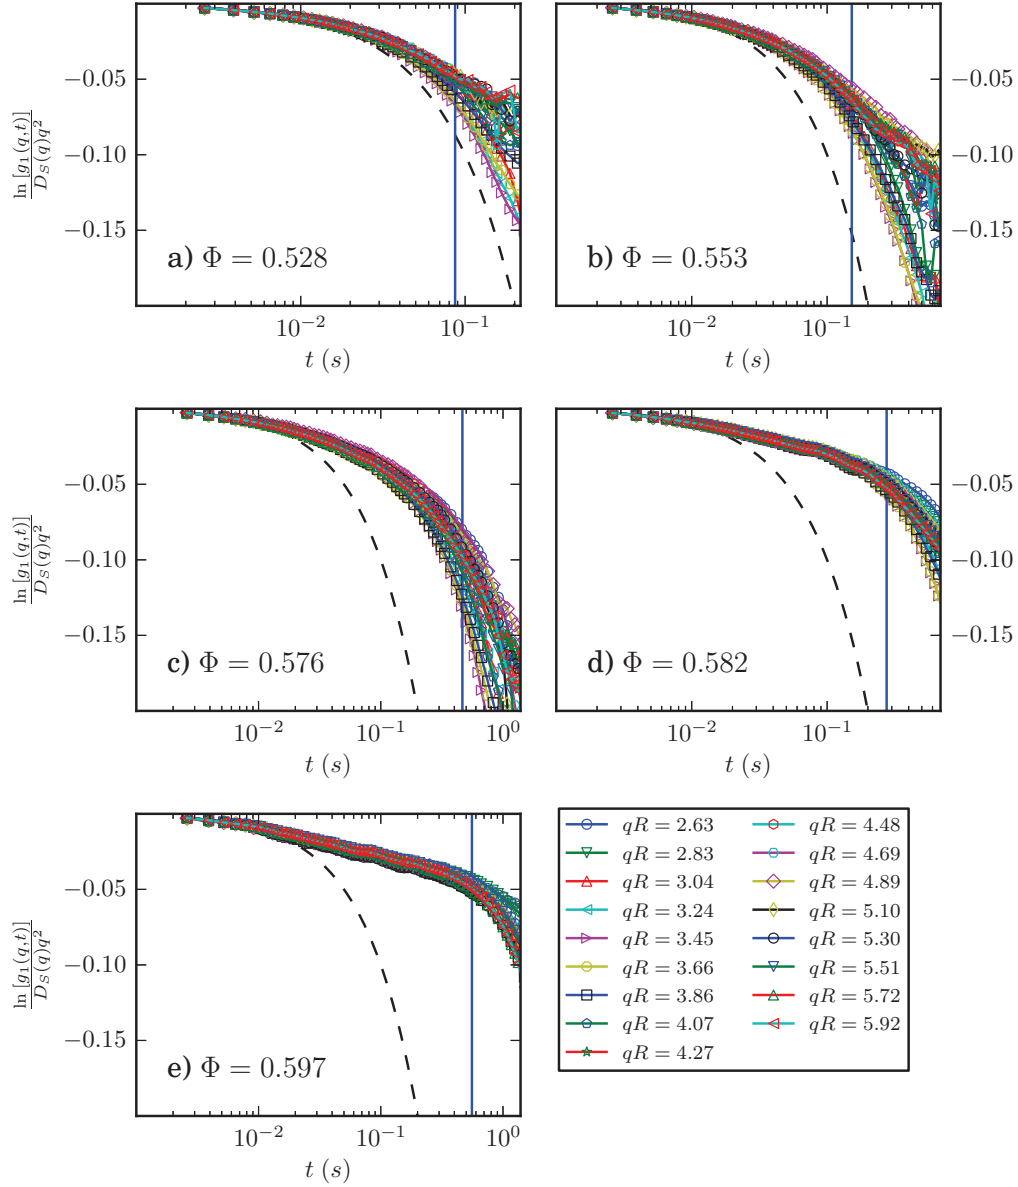 −0.05
−0.10
−0.15
ln [g₁(q,t)]
D_S(q)q²
a) Φ = 0.528
10⁻²
10⁻¹
t (s)
b) Φ = 0.553
−0.05
−0.10
−0.15
10⁻²
10⁻¹
t (s)
−0.05
−0.10
−0.15
ln [g₁(q,t)]
D_S(q)q²
c) Φ = 0.576
10⁻²
10⁻¹
10⁰
t (s)
d) Φ = 0.582
−0.05
−0.10
−0.15
10⁻²
10⁻¹
t (s)
−0.05
−0.10
−0.15
ln [g₁(q,t)]
D_S(q)q²
e) Φ = 0.597
10⁻²
10⁻¹
10⁰
t (s)
qR = 2.63
qR = 2.83
qR = 3.04
qR = 3.24
qR = 3.45
qR = 3.66
qR = 3.86
qR = 4.07
qR = 4.27
qR = 4.48
qR = 4.69
qR = 4.89
qR = 5.10
qR = 5.30
qR = 5.51
qR = 5.72
qR = 5.92